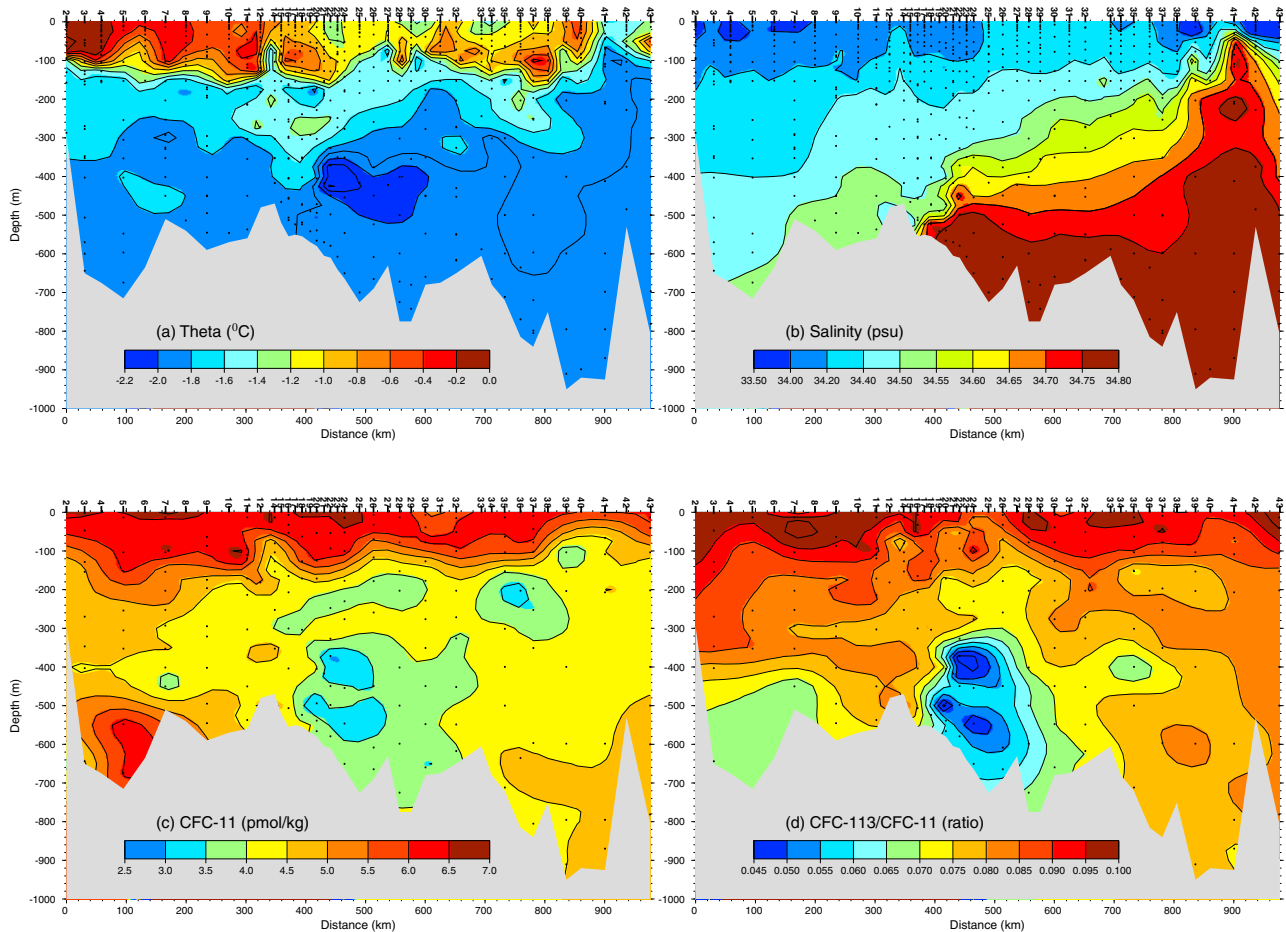 (a) Theta (⁰C)
-2.2 -2.0 -1.8 -1.6 -1.4 -1.2 -1.0 -0.8 -0.6 -0.4 -0.2 0.0
0 -100 -200 -300 -400 -500 -600 -700 -800 -900 -1000
Depth (m)
0 100 200 300 400 500 600 700 800 900
Distance (km)
(b) Salinity (psu)
33.50 34.00 34.20 34.40 34.50 34.55 34.60 34.65 34.70 34.75 34.80
0 -100 -200 -300 -400 -500 -600 -700 -800 -900 -1000
0 100 200 300 400 500 600 700 800 900
Distance (km)
(c) CFC-11 (pmol/kg)
2.5 3.0 3.5 4.0 4.5 5.0 5.5 6.0 6.5 7.0
0 -100 -200 -300 -400 -500 -600 -700 -800 -900 -1000
Depth (m)
0 100 200 300 400 500 600 700 800 900
Distance (km)
(d) CFC-113/CFC-11 (ratio)
0.045 0.050 0.055 0.060 0.065 0.070 0.075 0.080 0.085 0.090 0.095 0.100
0 -100 -200 -300 -400 -500 -600 -700 -800 -900 -1000
0 100 200 300 400 500 600 700 800 900
Distance (km)